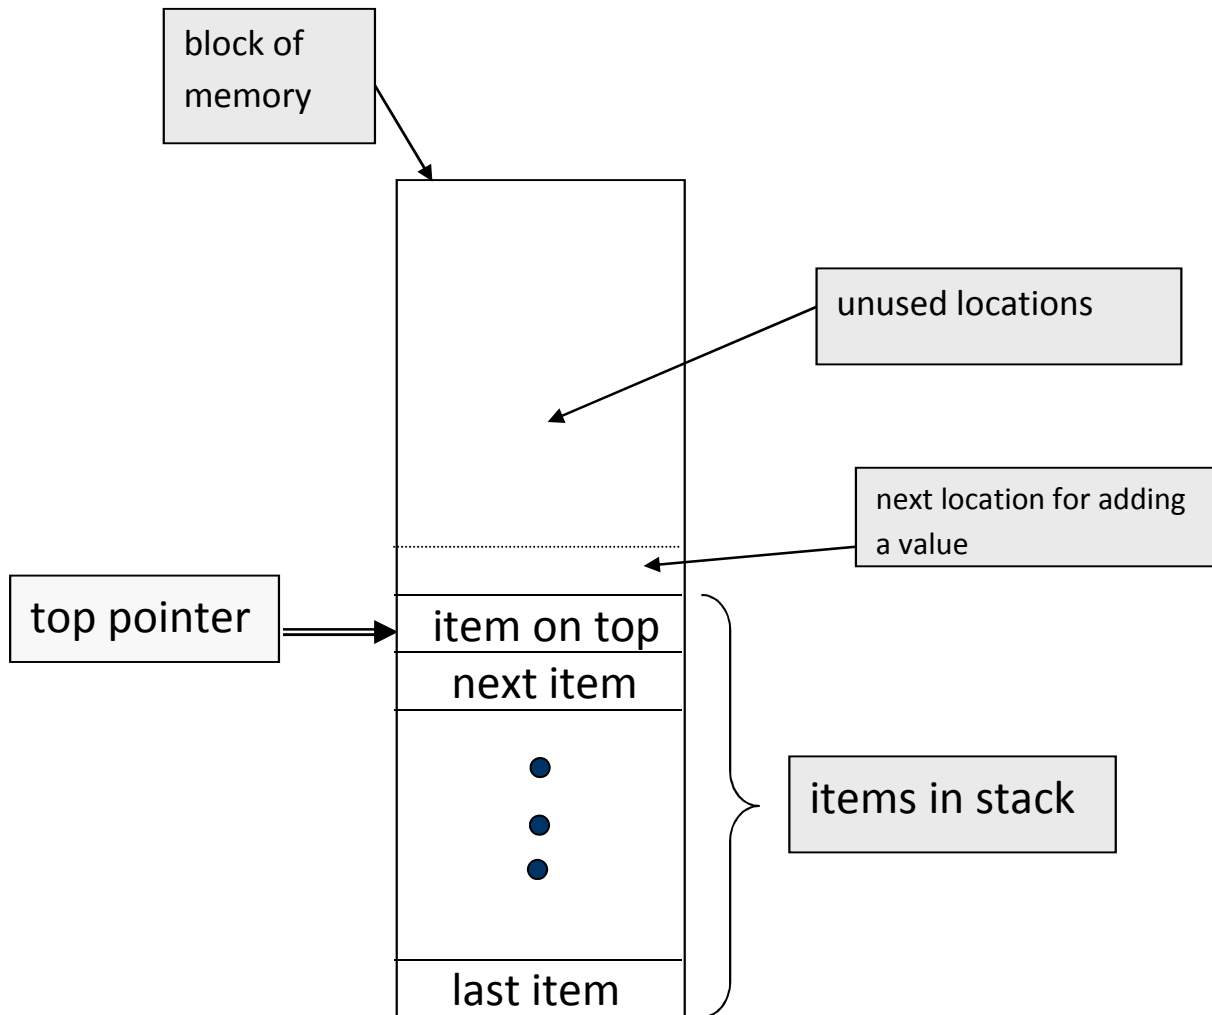 block of
memory
unused locations
next location for adding
a value
top pointer
item on top
next item
items in stack
last item